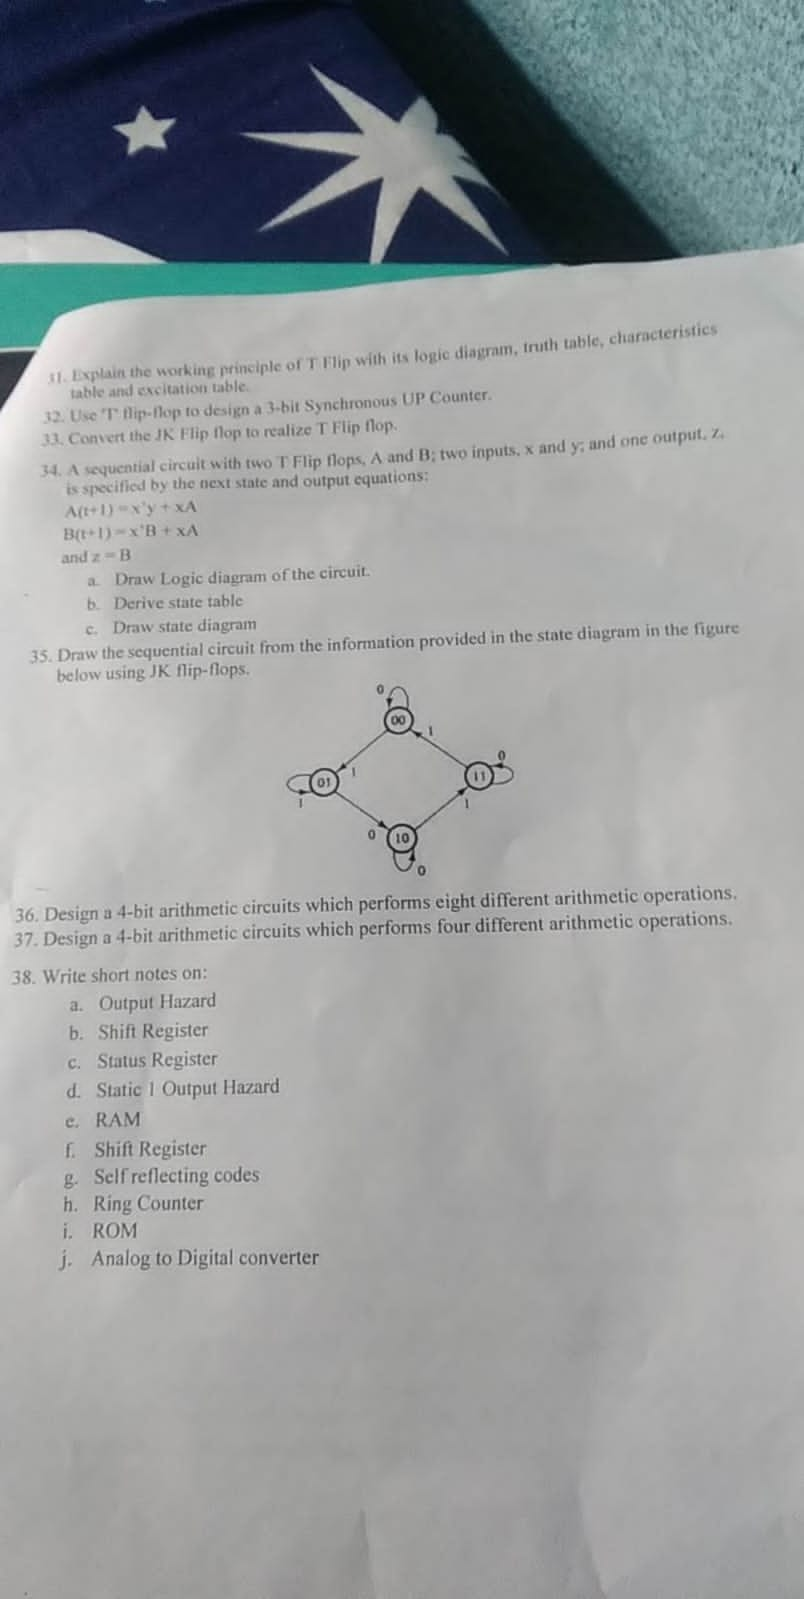 31. Explain the working principle of T Flip with its logic diagram, truth table, characteristics
table and excitation table.
32. Use 'T' flip-flop to design a 3-bit Synchronous UP Counter.
33. Convert the JK Flip flop to realize T Flip flop.
34. A sequential circuit with two T Flip flops, A and B; two inputs, x and y; and one output, z,
is specified by the next state and output equations:
A(t+1) = x'y + xA
B(t+1) = x'B + xA
and z = B
a. Draw Logic diagram of the circuit.
b. Derive state table
c. Draw state diagram
35. Draw the sequential circuit from the information provided in the state diagram in the figure
below using JK flip-flops.
0
00
1
0
01
1
11
1
1
0
10
0
36. Design a 4-bit arithmetic circuits which performs eight different arithmetic operations.
37. Design a 4-bit arithmetic circuits which performs four different arithmetic operations.
38. Write short notes on:
a. Output Hazard
b. Shift Register
c. Status Register
d. Static 1 Output Hazard
e. RAM
f. Shift Register
g. Self reflecting codes
h. Ring Counter
i. ROM
j. Analog to Digital converter